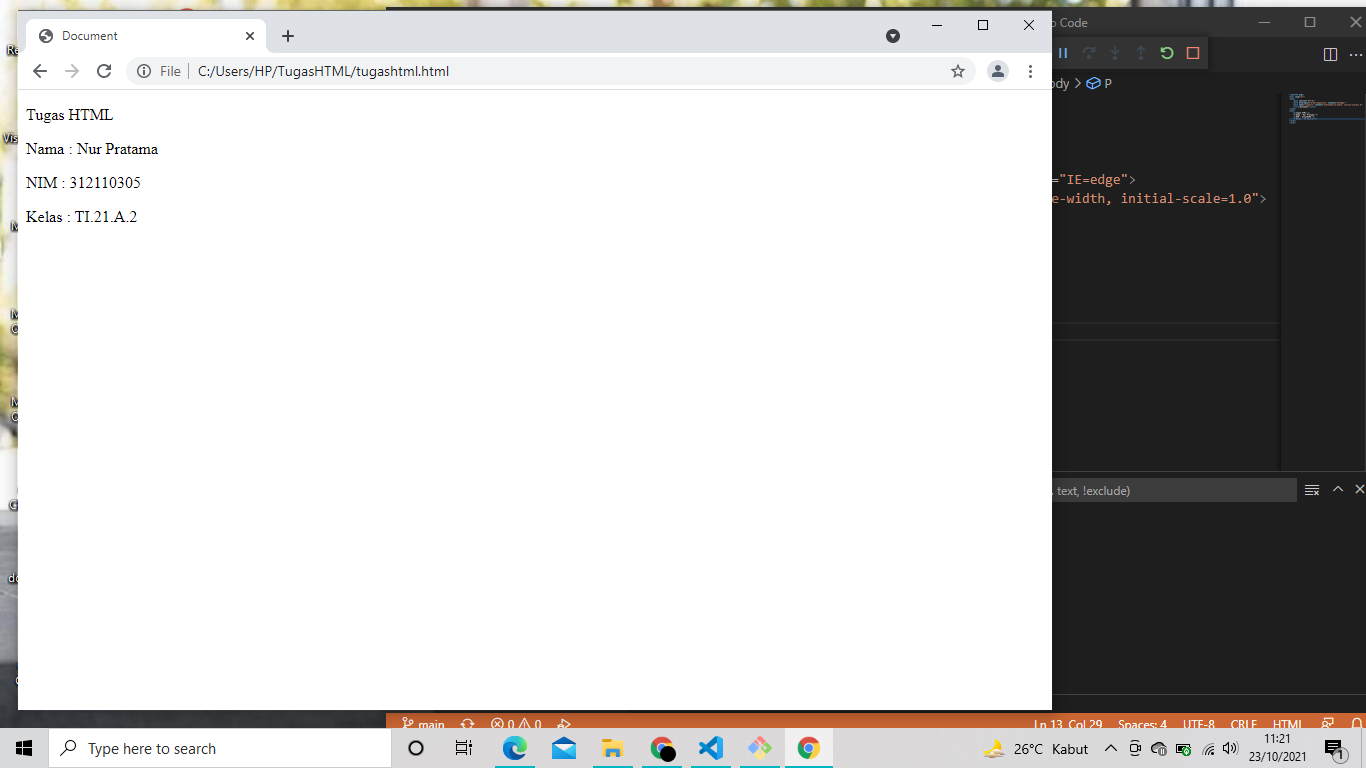 Document
File
C:/Users/HP/TugasHTML/tugashtml.html
Tugas HTML
Nama : Nur Pratama
NIM : 312110305
Kelas : TI.21.A.2
Code
P
="IE=edge">
e-width, initial-scale=1.0">
text, !exclude)
main
0 0
Ln 13, Col 29 Spaces: 4 UTF-8 CRLF HTML
Type here to search
26°C Kabut
11:21
23/10/2021
1